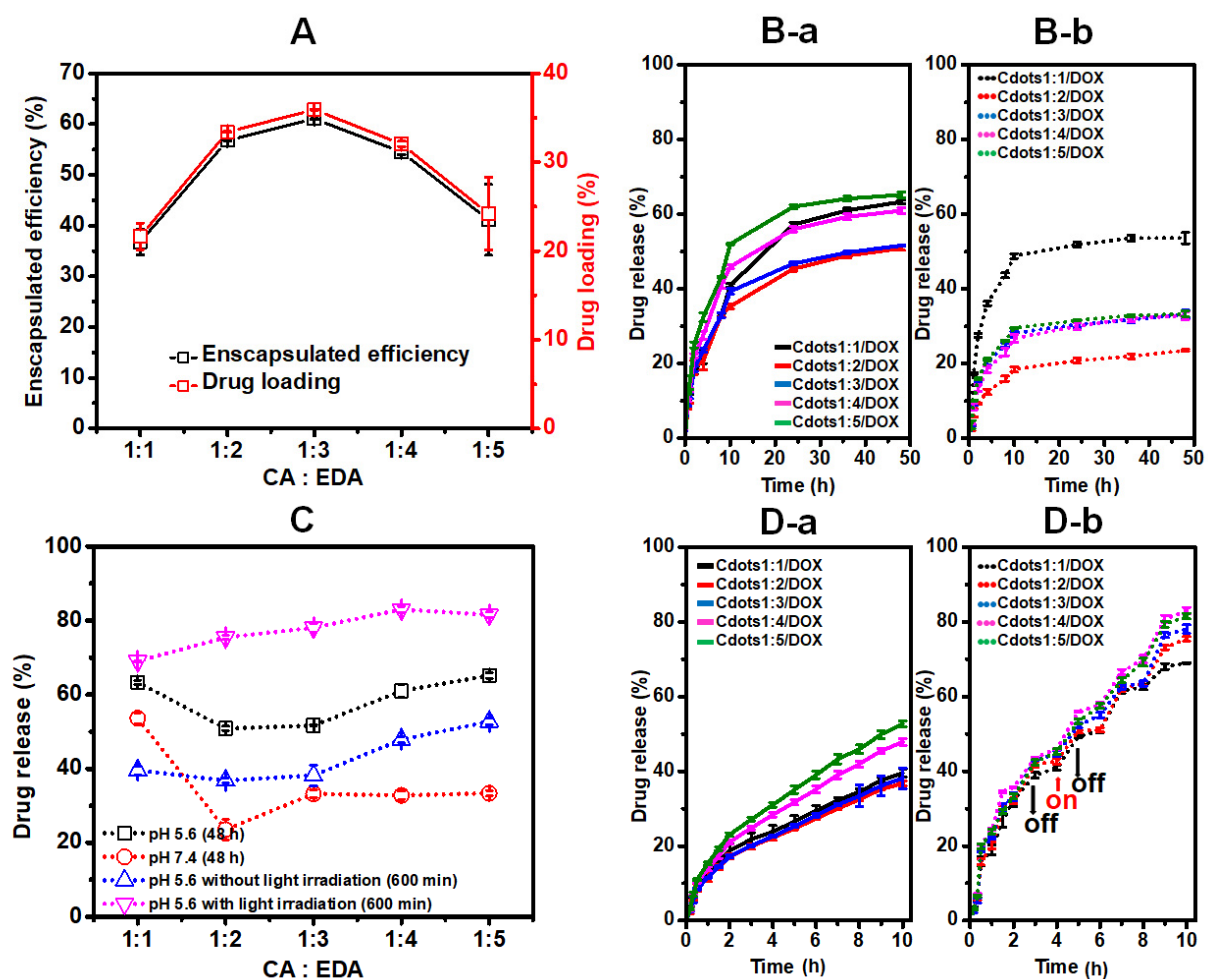 A
Enscapsulated efficiency (%)
70
60
50
40
30
20
10
0
40
30
20
10
0
Drug loading (%)
Enscapsulated efficiency
Drug loading
1:1 1:2 1:3 1:4 1:5
CA : EDA
B-a
Drug release (%)
100
80
60
40
20
0
Cdots1:1/DOX
Cdots1:2/DOX
Cdots1:3/DOX
Cdots1:4/DOX
Cdots1:5/DOX
0 10 20 30 40 50
Time (h)
B-b
Drug release (%)
100
80
60
40
20
0
Cdots1:1/DOX
Cdots1:2/DOX
Cdots1:3/DOX
Cdots1:4/DOX
Cdots1:5/DOX
0 10 20 30 40 50
Time (h)
C
Drug release (%)
100
80
60
40
20
0
pH 5.6 (48 h)
pH 7.4 (48 h)
pH 5.6 without light irradiation (600 min)
pH 5.6 with light irradiation (600 min)
1:1 1:2 1:3 1:4 1:5
CA : EDA
D-a
Drug release (%)
100
80
60
40
20
0
Cdots1:1/DOX
Cdots1:2/DOX
Cdots1:3/DOX
Cdots1:4/DOX
Cdots1:5/DOX
0 2 4 6 8 10
Time (h)
D-b
Drug release (%)
100
80
60
40
20
0
Cdots1:1/DOX
Cdots1:2/DOX
Cdots1:3/DOX
Cdots1:4/DOX
Cdots1:5/DOX
off
on
off
0 2 4 6 8 10
Time (h)